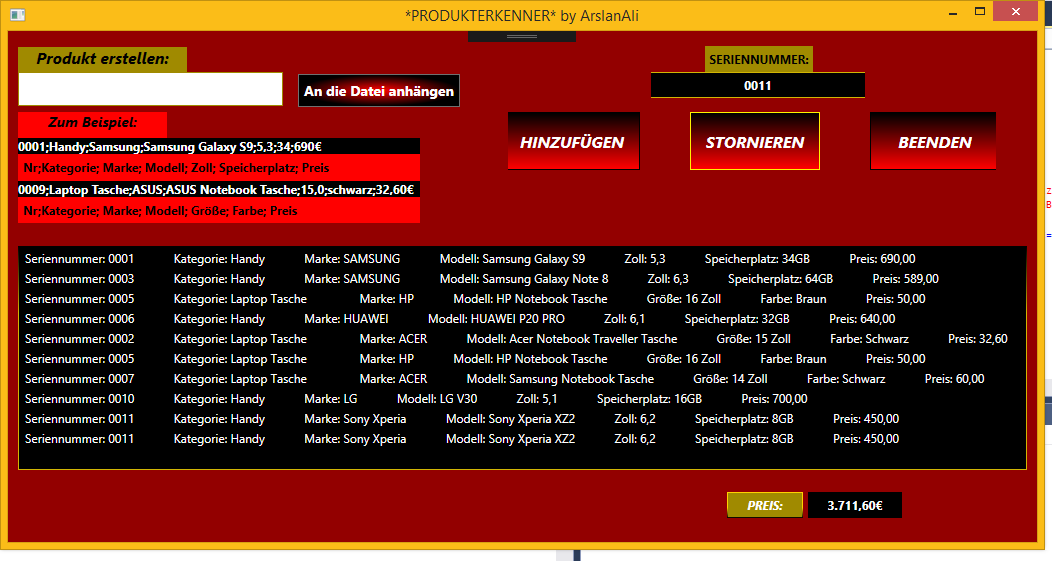 *PRODUKTERKENNER* by ArslanAli
Produkt erstellen:
SERIENNUMMER:
An die Datei anhängen
0011
Zum Beispiel:
HINZUFÜGEN
STORNIEREN
BEENDEN
0001;Handy;Samsung;Samsung Galaxy S9;5,3;34;690€
Nr;Kategorie; Marke; Modell; Zoll; Speicherplatz; Preis
0009;Laptop Tasche;ASUS;ASUS Notebook Tasche;15,0;schwarz;32,60€
Nr;Kategorie; Marke; Modell; Größe; Farbe; Preis
Seriennummer: 0001 Kategorie: Handy Marke: SAMSUNG Modell: Samsung Galaxy S9 Zoll: 5,3 Speicherplatz: 34GB Preis: 690,00
Seriennummer: 0003 Kategorie: Handy Marke: SAMSUNG Modell: Samsung Galaxy Note 8 Zoll: 6,3 Speicherplatz: 64GB Preis: 589,00
Seriennummer: 0005 Kategorie: Laptop Tasche Marke: HP Modell: HP Notebook Tasche Größe: 16 Zoll Farbe: Braun Preis: 50,00
Seriennummer: 0006 Kategorie: Handy Marke: HUAWEI Modell: HUAWEI P20 PRO Zoll: 6,1 Speicherplatz: 32GB Preis: 640,00
Seriennummer: 0002 Kategorie: Laptop Tasche Marke: ACER Modell: Acer Notebook Traveller Tasche Größe: 15 Zoll Farbe: Schwarz Preis: 32,60
Seriennummer: 0005 Kategorie: Laptop Tasche Marke: HP Modell: HP Notebook Tasche Größe: 16 Zoll Farbe: Braun Preis: 50,00
Seriennummer: 0007 Kategorie: Laptop Tasche Marke: ACER Modell: Samsung Notebook Tasche Größe: 14 Zoll Farbe: Schwarz Preis: 60,00
Seriennummer: 0010 Kategorie: Handy Marke: LG Modell: LG V30 Zoll: 5,1 Speicherplatz: 16GB Preis: 700,00
Seriennummer: 0011 Kategorie: Handy Marke: Sony Xperia Modell: Sony Xperia XZ2 Zoll: 6,2 Speicherplatz: 8GB Preis: 450,00
Seriennummer: 0011 Kategorie: Handy Marke: Sony Xperia Modell: Sony Xperia XZ2 Zoll: 6,2 Speicherplatz: 8GB Preis: 450,00
PREIS:
3.711,60€